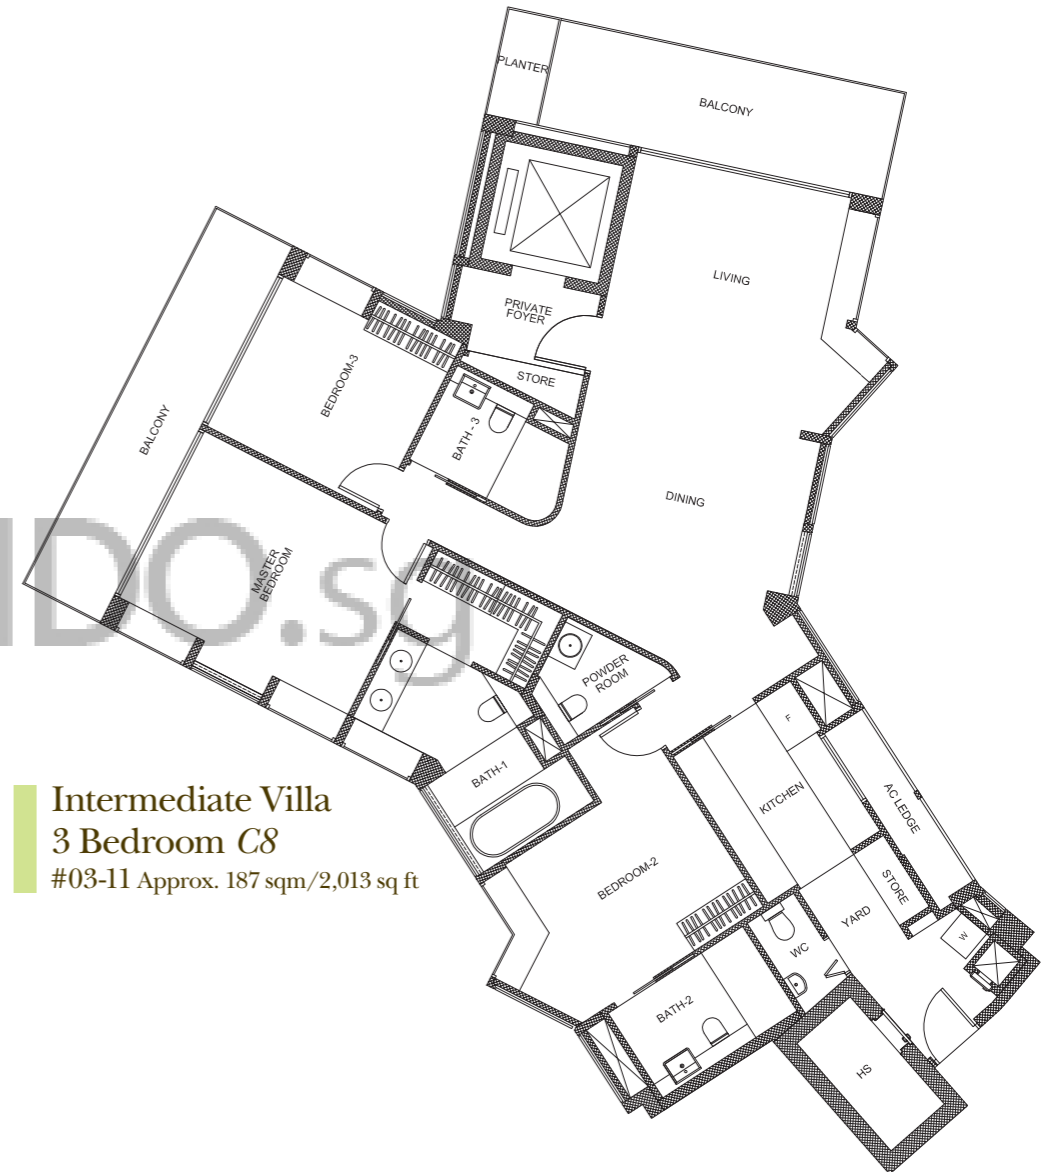 PLANTER
BALCONY
LIVING
PRIVATE
FOYER
STORE
BEDROOM-3
BALCONY
BATH - 3
DINING
MASTER
BEDROOM
IDO.sg
POWDER
ROOM
F
BATH-1
KITCHEN
AC LEDGE
Intermediate Villa
3 Bedroom C8
#03-11 Approx. 187 sqm/2,013 sq ft
BEDROOM-2
STORE
YARD
W
WC
BATH-2
HS